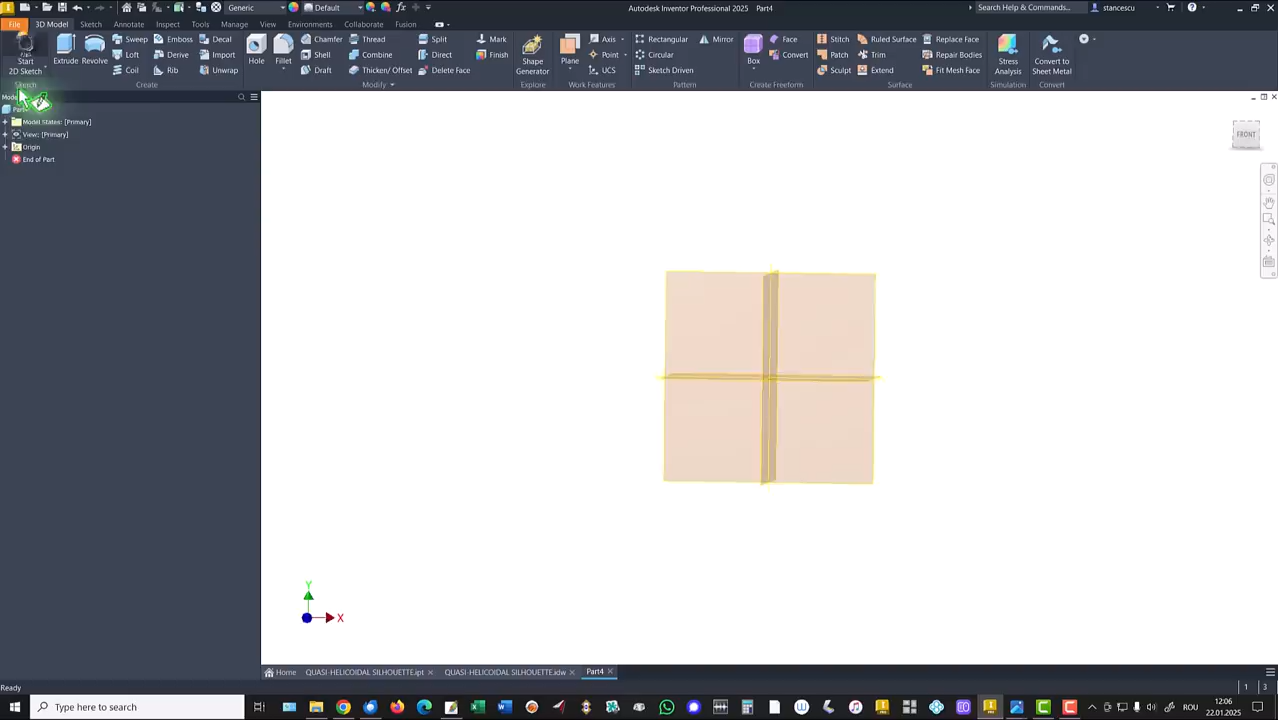 Generic
Default
Autodesk Inventor Professional 2025 Part4
Search Help & Commands...
stancescu
File
3D Model
Sketch
Annotate
Inspect
Tools
Manage
View
Environments
Collaborate
Fusion
Start
2D Sketch
Extrude
Revolve
Sweep
Loft
Coil
Emboss
Derive
Rib
Decal
Import
Unwrap
Hole
Fillet
Chamfer
Shell
Draft
Thread
Combine
Thicken/ Offset
Split
Direct
Delete Face
Mark
Finish
Shape
Generator
Plane
Axis
Point
UCS
Rectangular
Circular
Sketch Driven
Mirror
Box
Face
Convert
Stitch
Patch
Sculpt
Ruled Surface
Trim
Extend
Replace Face
Repair Bodies
Fit Mesh Face
Stress
Analysis
Convert to
Sheet Metal
Sketch
Create
Modify
Explore
Work Features
Pattern
Create Freeform
Surface
Simulation
Convert
Model States: [Primary]
View: [Primary]
Origin
End of Part
FRONT
Y
X
Home
QUASI-HELICOIDAL SILHOUETTE.ipt
QUASI-HELICOIDAL SILHOUETTE.idw
Part4
Ready
1
3
Type here to search
ROU
12:06
22.01.2025